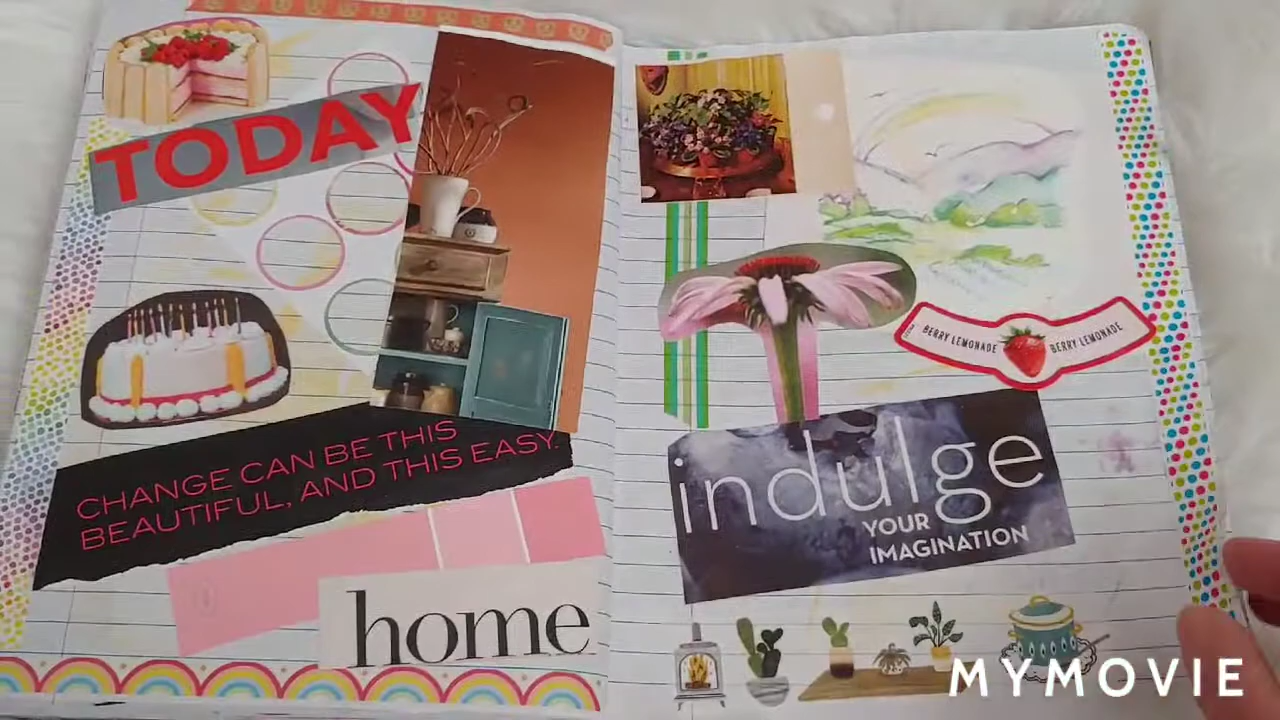 TODAY
CHANGE CAN BE THIS
BEAUTIFUL, AND THIS EASY.
home
BERRY LEMONADE BERRY LEMONADE
indulge
YOUR
IMAGINATION
MYMOVIE